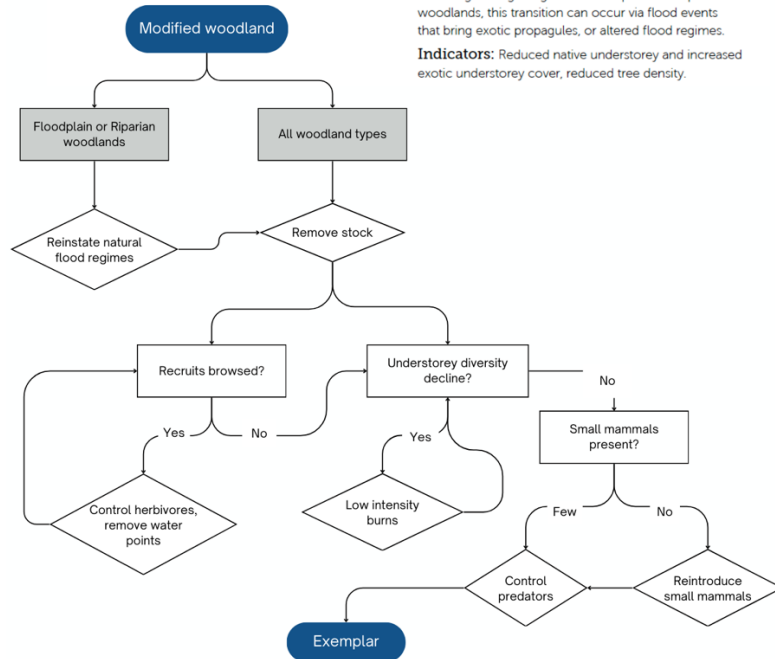 woodlands, this transition can occur via flood events
that bring exotic propagules, or altered flood regimes.
Indicators: Reduced native understorey and increased
exotic understorey cover, reduced tree density.
Modified woodland
Floodplain or Riparian
woodlands
All woodland types
Reinstate natural
flood regimes
Remove stock
Recruits browsed?
Understorey diversity
decline?
No
Small mammals
present?
Yes
No
Yes
Control herbivores,
remove water
points
Low intensity
burns
Few
No
Control
predators
Reintroduce
small mammals
Exemplar